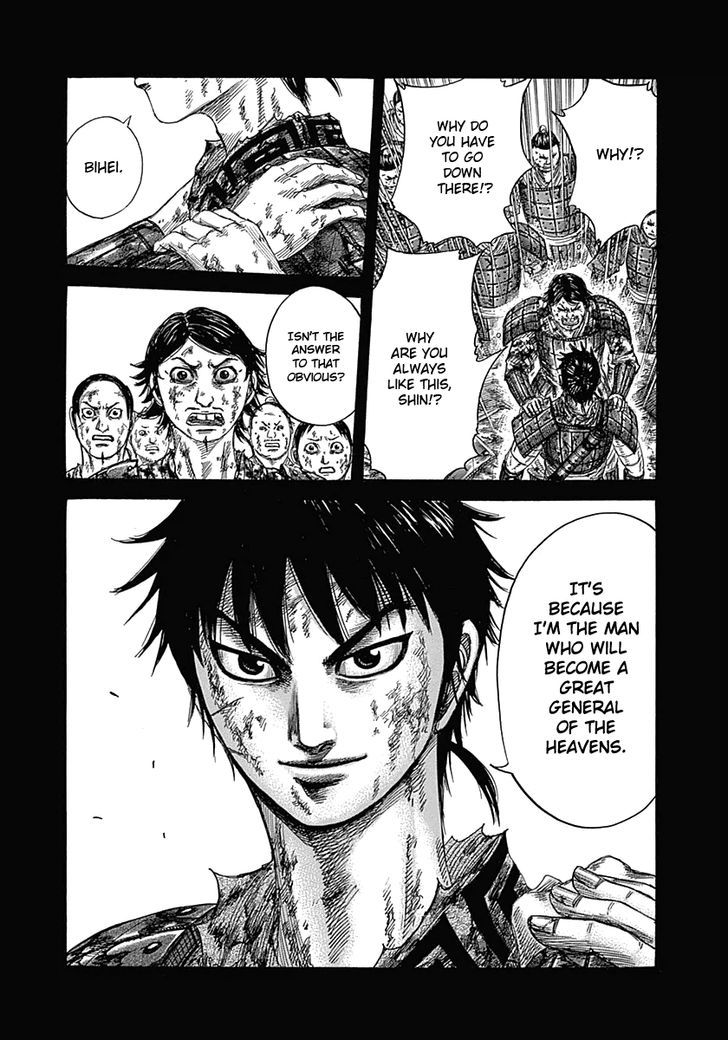 WHY!?
WHY DO
YOU HAVE
TO GO
DOWN
THERE!?
WHY
ARE YOU
ALWAYS
LIKE THIS,
SHIN!?
BIHEI.
ISN'T THE
ANSWER
TO THAT
OBVIOUS?
IT'S
BECAUSE
I'M THE MAN
WHO WILL
BECOME A
GREAT
GENERAL
OF THE
HEAVENS.